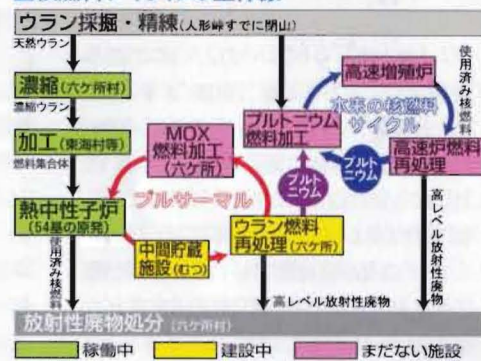 ウラン採掘・精練(人形峠すでに閉山)
天然ウラン
濃縮(六ケ所村)
濃縮ウラン
加工(東海村等)
燃料集合体
熱中性子炉
(54基の原発)
使用済み核燃料
MOX
燃料加工
(六ケ所)
プルサーマル
中間貯蔵
施設(むつ)
ウラン燃料
再処理(六ケ所)
プルト
ニウム
プルトニウム
燃料加工
高速増殖炉
本来の核燃料
サイクル
プルト
ニウム
使用済み核燃料
高速炉燃料
再処理
高レベル放射性廃物
高レベル放射性廃物
放射性廃物処分(六ケ所村)
稼働中
建設中
まだない施設